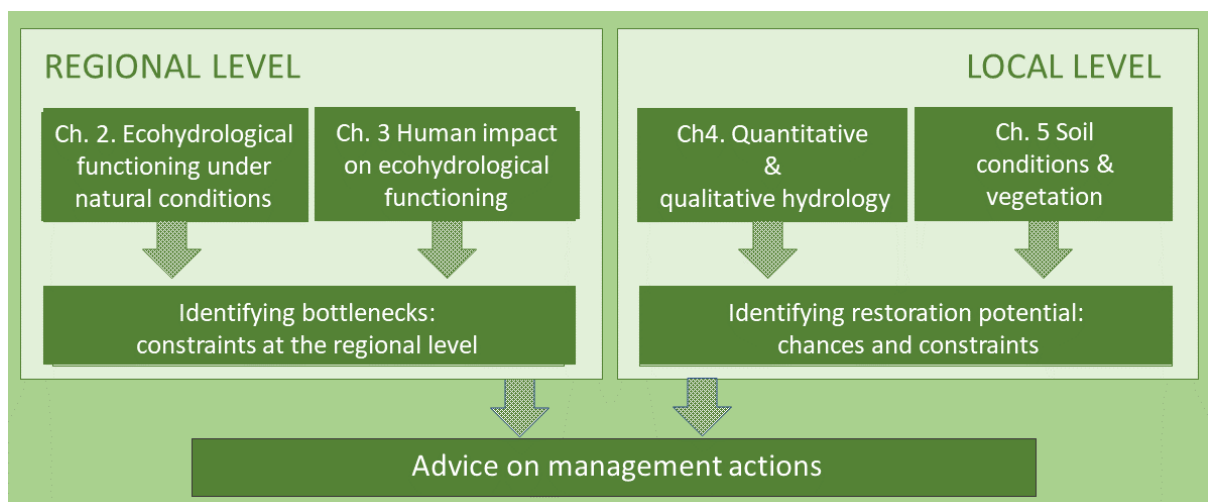 REGIONAL LEVEL
Ch. 2. Ecohydrological
functioning under
natural conditions
Ch. 3 Human impact
on ecohydrological
functioning
Identifying bottlenecks:
constraints at the regional level
LOCAL LEVEL
Ch4. Quantitative
&
qualitative hydrology
Ch. 5 Soil
conditions &
vegetation
Identifying restoration potential:
chances and constraints
Advice on management actions